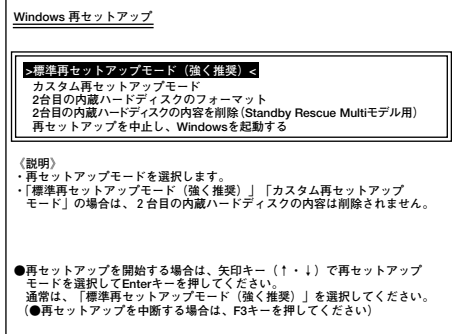 Windows 再セットアップ
>標準再セットアップモード（強く推奨）<
カスタム再セットアップモード
2台目の内蔵ハードディスクのフォーマット
2台目の内蔵ハードディスクの内容を削除(Standby Rescue Multiモデル用)
再セットアップを中止し、Windowsを起動する
《説明》
・再セットアップモードを選択します。
・「標準再セットアップモード（強く推奨）」「カスタム再セットアップ
モード」の場合は、２台目の内蔵ハードディスクの内容は削除されません。
●再セットアップを開始する場合は、矢印キー（↑・↓）で再セットアップ
モードを選択してEnterキーを押してください。
通常は、「標準再セットアップモード（強く推奨）」を選択してください。
（●再セットアップを中断する場合は、F3キーを押してください）